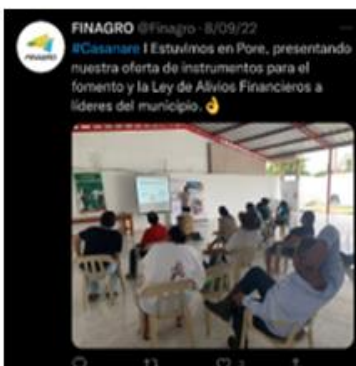 FINAGRO @Finagro · 8/09/22
#Casanare I Estuvimos en Pore, presentando
nuestra oferta de instrumentos para el
fomento y la Ley de Alivios Financieros a
líderes del municipio.👌
FINAGRO